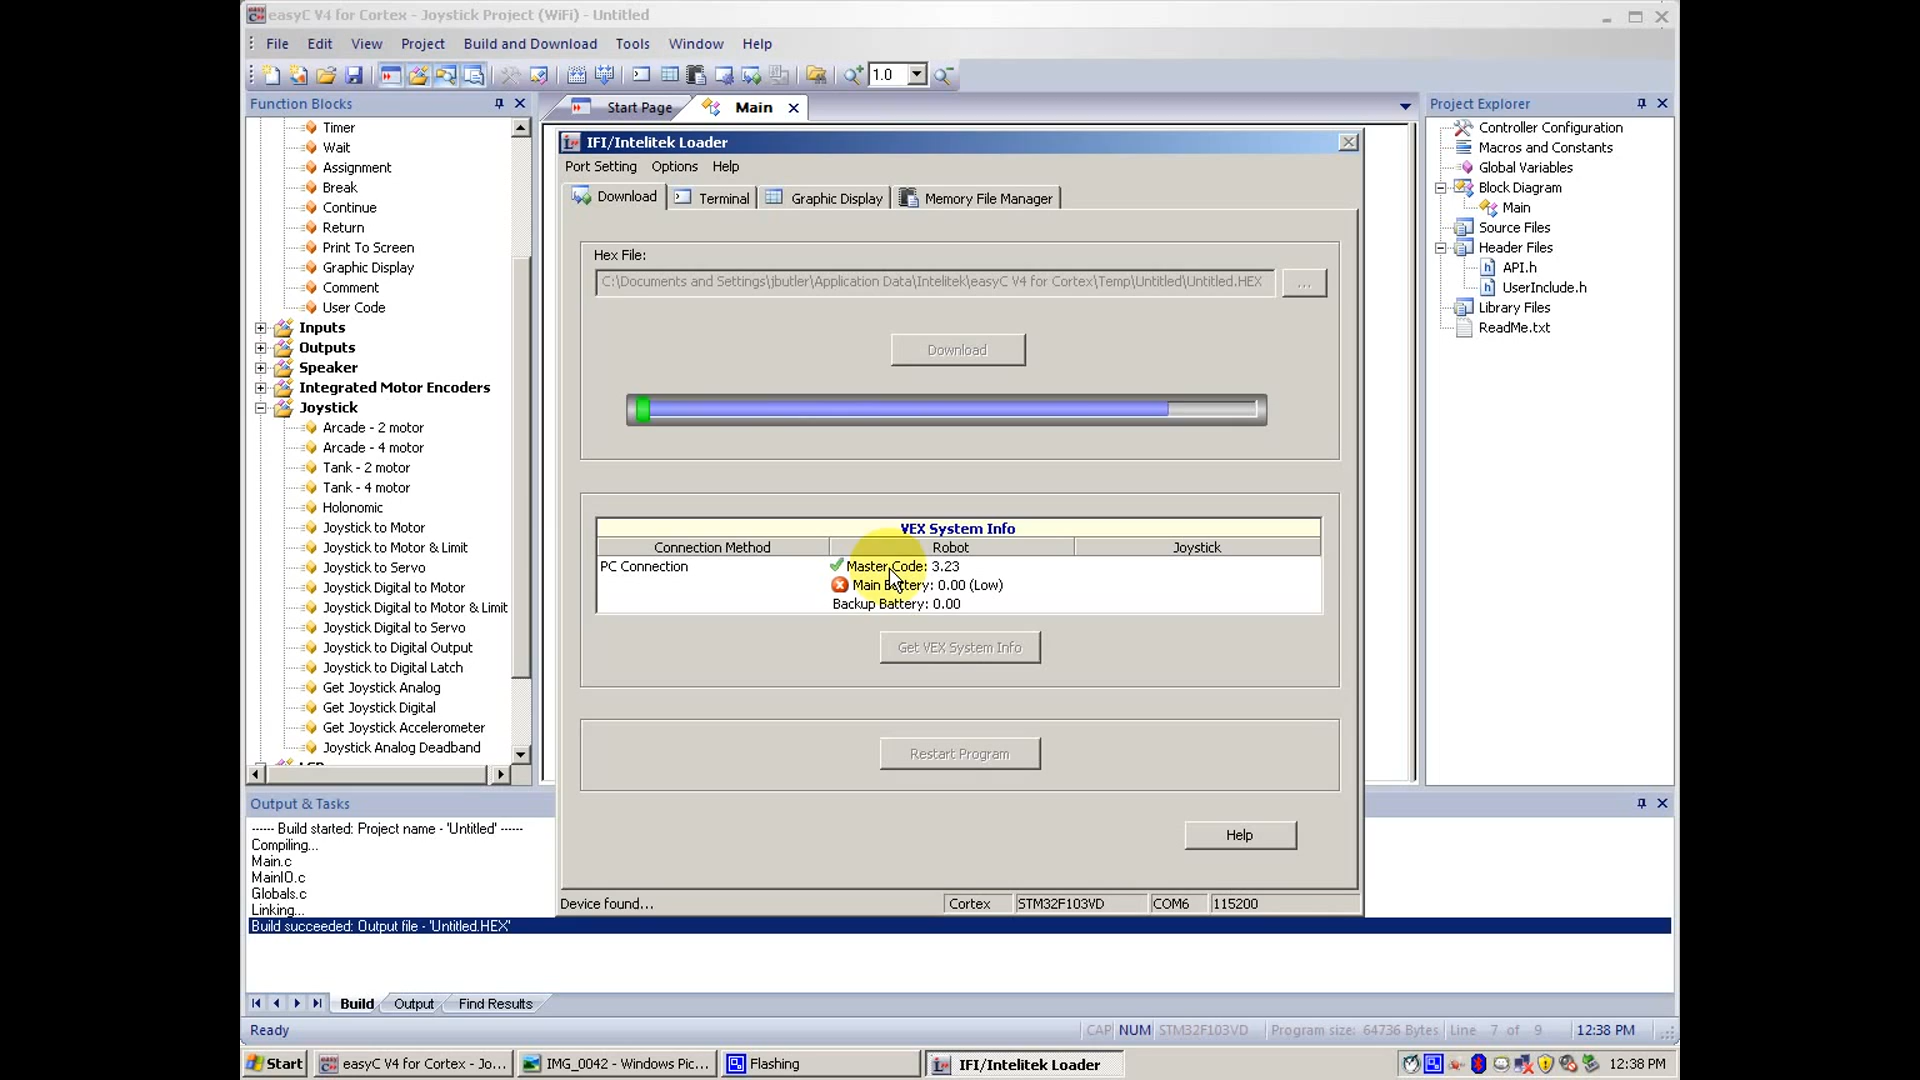 easyC V4 for Cortex - Joystick Project (WiFi) - Untitled
File Edit View Project Build and Download Tools Window Help
1.0
Function Blocks
Timer
Wait
Assignment
Break
Continue
Return
Print To Screen
Graphic Display
Comment
User Code
Inputs
Outputs
Speaker
Integrated Motor Encoders
Joystick
Arcade - 2 motor
Arcade - 4 motor
Tank - 2 motor
Tank - 4 motor
Holonomic
Joystick to Motor
Joystick to Motor & Limit
Joystick to Servo
Joystick Digital to Motor
Joystick Digital to Motor & Limit
Joystick Digital to Servo
Joystick to Digital Output
Joystick to Digital Latch
Get Joystick Analog
Get Joystick Digital
Get Joystick Accelerometer
Joystick Analog Deadband
Start Page Main
IFI/Intelitek Loader
Port Setting Options Help
Download Terminal Graphic Display Memory File Manager
Hex File:
C:\Documents and Settings\jbutler\Application Data\Intelitek\easyC V4 for Cortex\Temp\Untitled\Untitled.HEX ...
Download
VEX System Info
Connection Method Robot Joystick
PC Connection Master Code: 3.23
Main Battery: 0.00 (Low)
Backup Battery: 0.00
Get VEX System Info
Restart Program
Help
Device found... Cortex STM32F103VD COM6 115200
Project Explorer
Controller Configuration
Macros and Constants
Global Variables
Block Diagram
Main
Source Files
Header Files
API.h
UserInclude.h
Library Files
ReadMe.txt
Output & Tasks
------ Build started: Project name - 'Untitled' ------
Compiling...
Main.c
MainIO.c
Globals.c
Linking...
Build succeeded: Output file - 'Untitled.HEX'
Build Output Find Results
Ready CAP NUM STM32F103VD Program size: 64736 Bytes Line 7 of 9 12:38 PM
Start easyC V4 for Cortex - Jo... IMG_0042 - Windows Pic... Flashing IFI/Intelitek Loader 12:38 PM